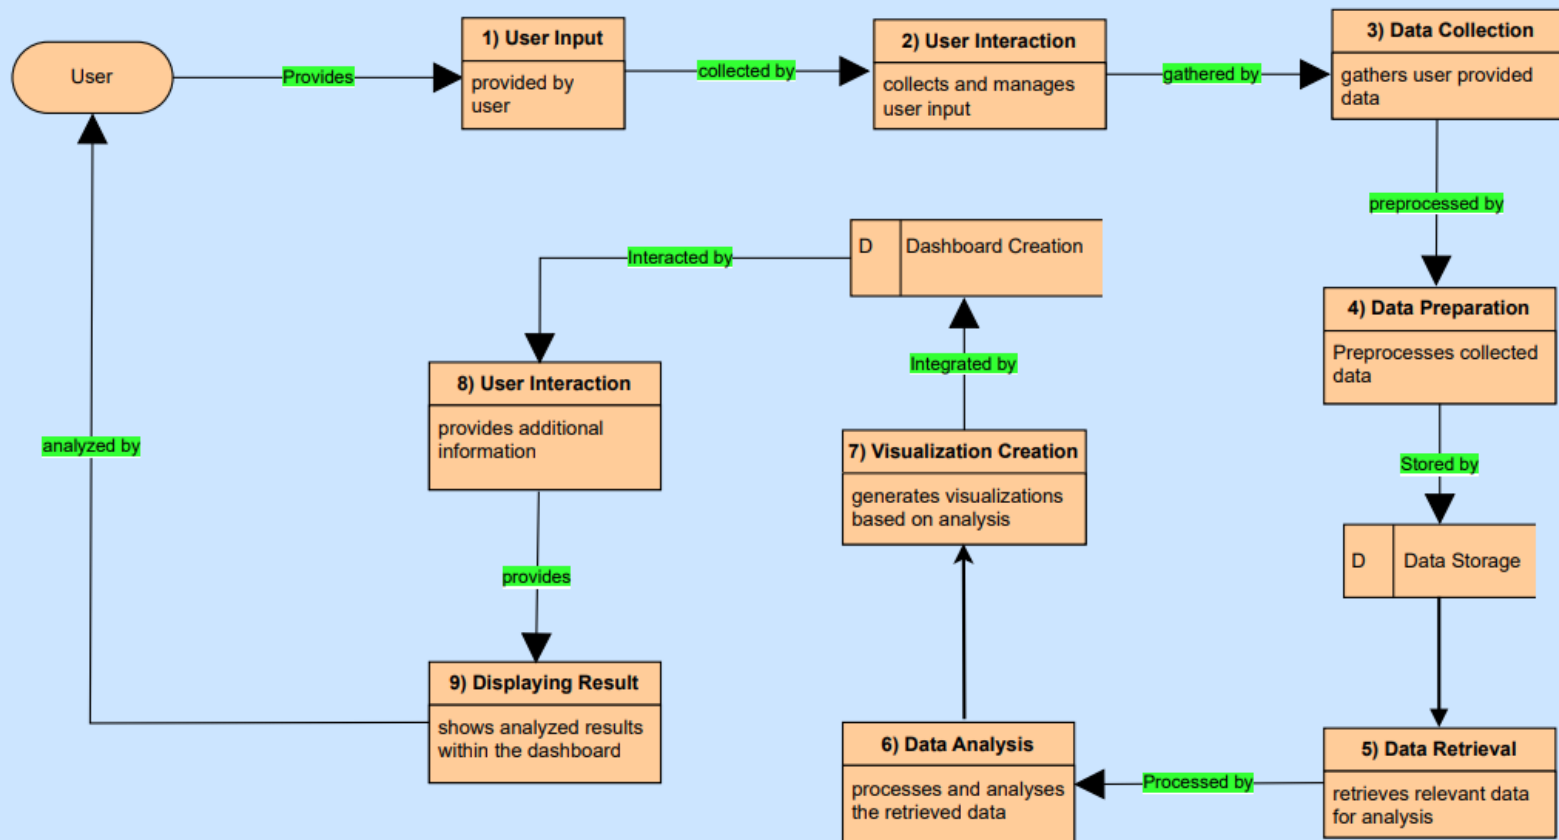 User
Provides
1) User Input
provided by
user
collected by
2) User Interaction
collects and manages
user input
gathered by
3) Data Collection
gathers user provided
data
preprocessed by
4) Data Preparation
Preprocesses collected
data
Stored by
D
Data Storage
5) Data Retrieval
retrieves relevant data
for analysis
Processed by
6) Data Analysis
processes and analyses
the retrieved data
7) Visualization Creation
generates visualizations
based on analysis
Integrated by
D
Dashboard Creation
Interacted by
8) User Interaction
provides additional
information
provides
9) Displaying Result
shows analyzed results
within the dashboard
analyzed by